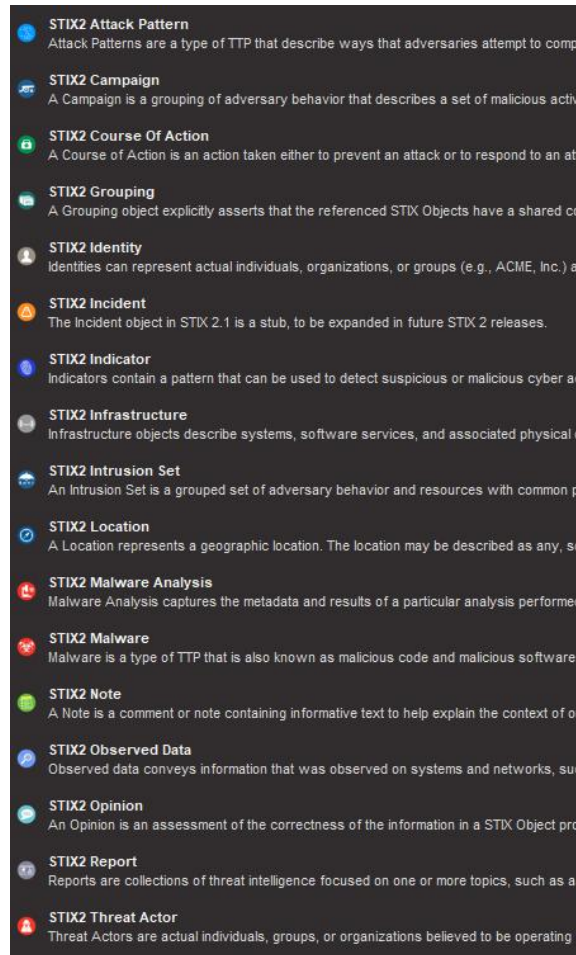 STIX2 Attack Pattern
Attack Patterns are a type of TTP that describe ways that adversaries attempt to comp
STIX2 Campaign
A Campaign is a grouping of adversary behavior that describes a set of malicious activ
STIX2 Course Of Action
A Course of Action is an action taken either to prevent an attack or to respond to an at
STIX2 Grouping
A Grouping object explicitly asserts that the referenced STIX Objects have a shared co
STIX2 Identity
Identities can represent actual individuals, organizations, or groups (e.g., ACME, Inc.) a
STIX2 Incident
The Incident object in STIX 2.1 is a stub, to be expanded in future STIX 2 releases.
STIX2 Indicator
Indicators contain a pattern that can be used to detect suspicious or malicious cyber a
STIX2 Infrastructure
Infrastructure objects describe systems, software services, and associated physical
STIX2 Intrusion Set
An Intrusion Set is a grouped set of adversary behavior and resources with common p
STIX2 Location
A Location represents a geographic location. The location may be described as any, s
STIX2 Malware Analysis
Malware Analysis captures the metadata and results of a particular analysis performed
STIX2 Malware
Malware is a type of TTP that is also known as malicious code and malicious software
STIX2 Note
A Note is a comment or note containing informative text to help explain the context of o
STIX2 Observed Data
Observed data conveys information that was observed on systems and networks, su
STIX2 Opinion
An Opinion is an assessment of the correctness of the information in a STIX Object pro
STIX2 Report
Reports are collections of threat intelligence focused on one or more topics, such as a
STIX2 Threat Actor
Threat Actors are actual individuals, groups, or organizations believed to be operating